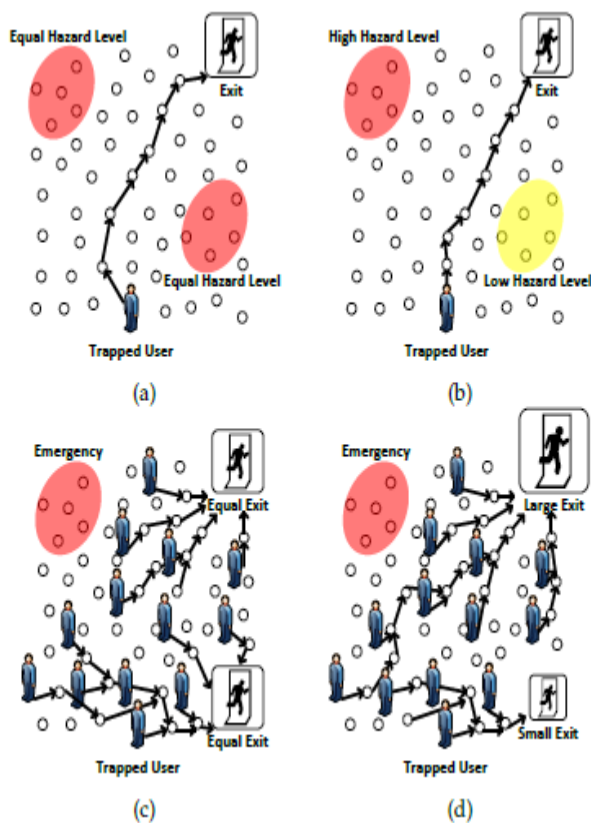 Equal Hazard Level
Exit
Equal Hazard Level
Trapped User
(a)
High Hazard Level
Exit
Low Hazard Level
Trapped User
(b)
Emergency
Equal Exit
Equal Exit
Trapped User
(c)
Emergency
Large Exit
Small Exit
Trapped User
(d)